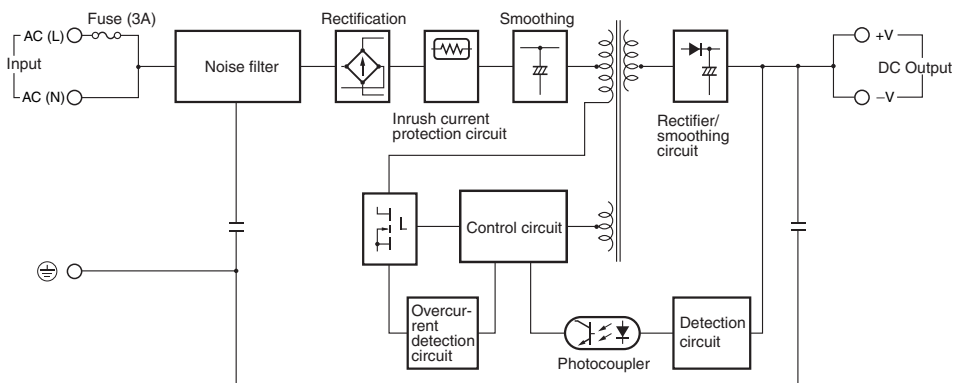 Fuse (3A)
Rectification
Smoothing
AC (L)
Input
AC (N)
Noise filter
+V
DC Output
−V
Inrush current
protection circuit
Rectifier/
smoothing
circuit
Control circuit
Overcur-
rent
detection
circuit
Photocoupler
Detection
circuit